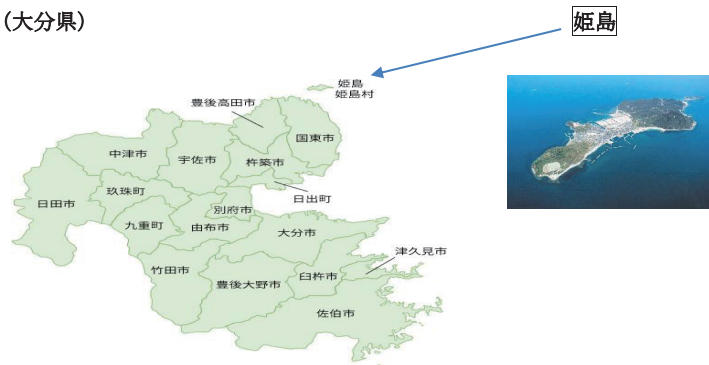 （大分県）
姫島
姫島
姫島村
豊後高田市
国東市
中津市
宇佐市
杵築市
玖珠町
日出町
日田市
別府市
九重町
由布市
大分市
津久見市
竹田市
豊後大野市
臼杵市
佐伯市